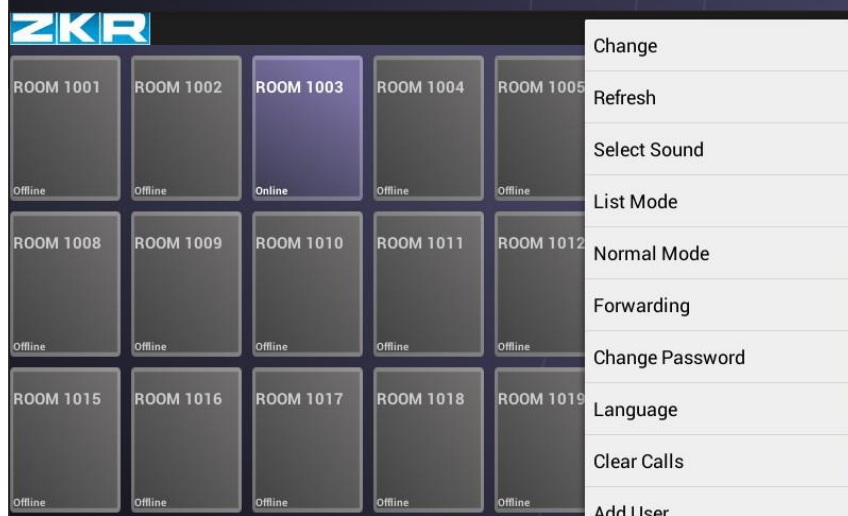 ZKR
ROOM 1001 ROOM 1002 ROOM 1003 ROOM 1004 ROOM 1005
Offline Offline Online Offline Offline
ROOM 1008 ROOM 1009 ROOM 1010 ROOM 1011 ROOM 1012
Offline Offline Offline Offline Offline
ROOM 1015 ROOM 1016 ROOM 1017 ROOM 1018 ROOM 1019
Offline Offline Offline Offline Offline
Change
Refresh
Select Sound
List Mode
Normal Mode
Forwarding
Change Password
Language
Clear Calls
Add User